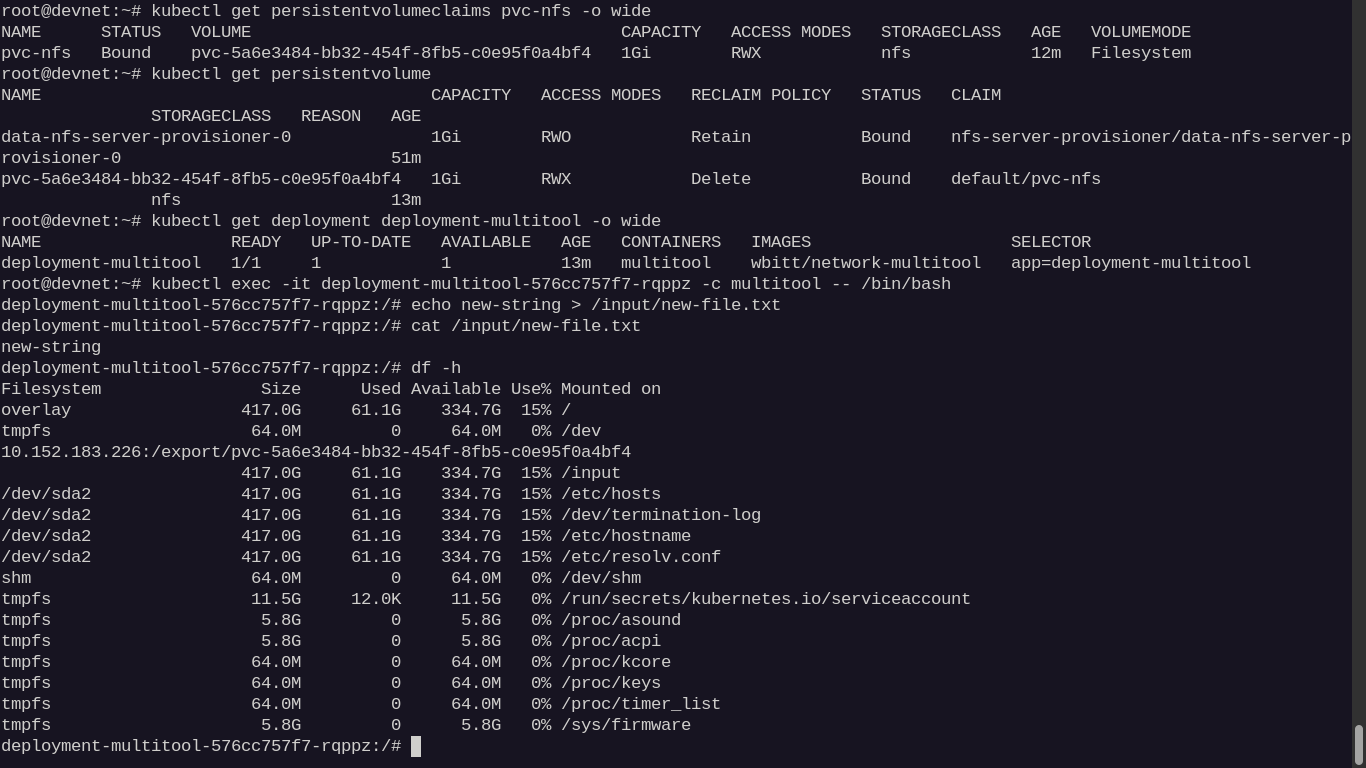 root@devnet:~# kubectl get persistentvolumeclaims pvc-nfs -o wide
NAME      STATUS   VOLUME                                     CAPACITY   ACCESS MODES   STORAGECLASS   AGE   VOLUMEMODE
pvc-nfs   Bound    pvc-5a6e3484-bb32-454f-8fb5-c0e95f0a4bf4   1Gi        RWX            nfs            12m   Filesystem
root@devnet:~# kubectl get persistentvolume
NAME                                       CAPACITY   ACCESS MODES   RECLAIM POLICY   STATUS   CLAIM
               STORAGECLASS   REASON   AGE
data-nfs-server-provisioner-0              1Gi        RWO            Retain           Bound    nfs-server-provisioner/data-nfs-server-p
rovisioner-0                           51m
pvc-5a6e3484-bb32-454f-8fb5-c0e95f0a4bf4   1Gi        RWX            Delete           Bound    default/pvc-nfs
               nfs                     13m
root@devnet:~# kubectl get deployment deployment-multitool -o wide
NAME                   READY   UP-TO-DATE   AVAILABLE   AGE   CONTAINERS   IMAGES                    SELECTOR
deployment-multitool   1/1     1            1           13m   multitool    wbitt/network-multitool   app=deployment-multitool
root@devnet:~# kubectl exec -it deployment-multitool-576cc757f7-rqppz -c multitool -- /bin/bash
deployment-multitool-576cc757f7-rqppz:/# echo new-string > /input/new-file.txt
deployment-multitool-576cc757f7-rqppz:/# cat /input/new-file.txt
new-string
deployment-multitool-576cc757f7-rqppz:/# df -h
Filesystem                Size      Used Available Use% Mounted on
overlay                 417.0G     61.1G    334.7G  15% /
tmpfs                    64.0M         0     64.0M   0% /dev
10.152.183.226:/export/pvc-5a6e3484-bb32-454f-8fb5-c0e95f0a4bf4
                        417.0G     61.1G    334.7G  15% /input
/dev/sda2               417.0G     61.1G    334.7G  15% /etc/hosts
/dev/sda2               417.0G     61.1G    334.7G  15% /dev/termination-log
/dev/sda2               417.0G     61.1G    334.7G  15% /etc/hostname
/dev/sda2               417.0G     61.1G    334.7G  15% /etc/resolv.conf
shm                      64.0M         0     64.0M   0% /dev/shm
tmpfs                    11.5G     12.0K     11.5G   0% /run/secrets/kubernetes.io/serviceaccount
tmpfs                     5.8G         0      5.8G   0% /proc/asound
tmpfs                     5.8G         0      5.8G   0% /proc/acpi
tmpfs                    64.0M         0     64.0M   0% /proc/kcore
tmpfs                    64.0M         0     64.0M   0% /proc/keys
tmpfs                    64.0M         0     64.0M   0% /proc/timer_list
tmpfs                     5.8G         0      5.8G   0% /sys/firmware
deployment-multitool-576cc757f7-rqppz:/#